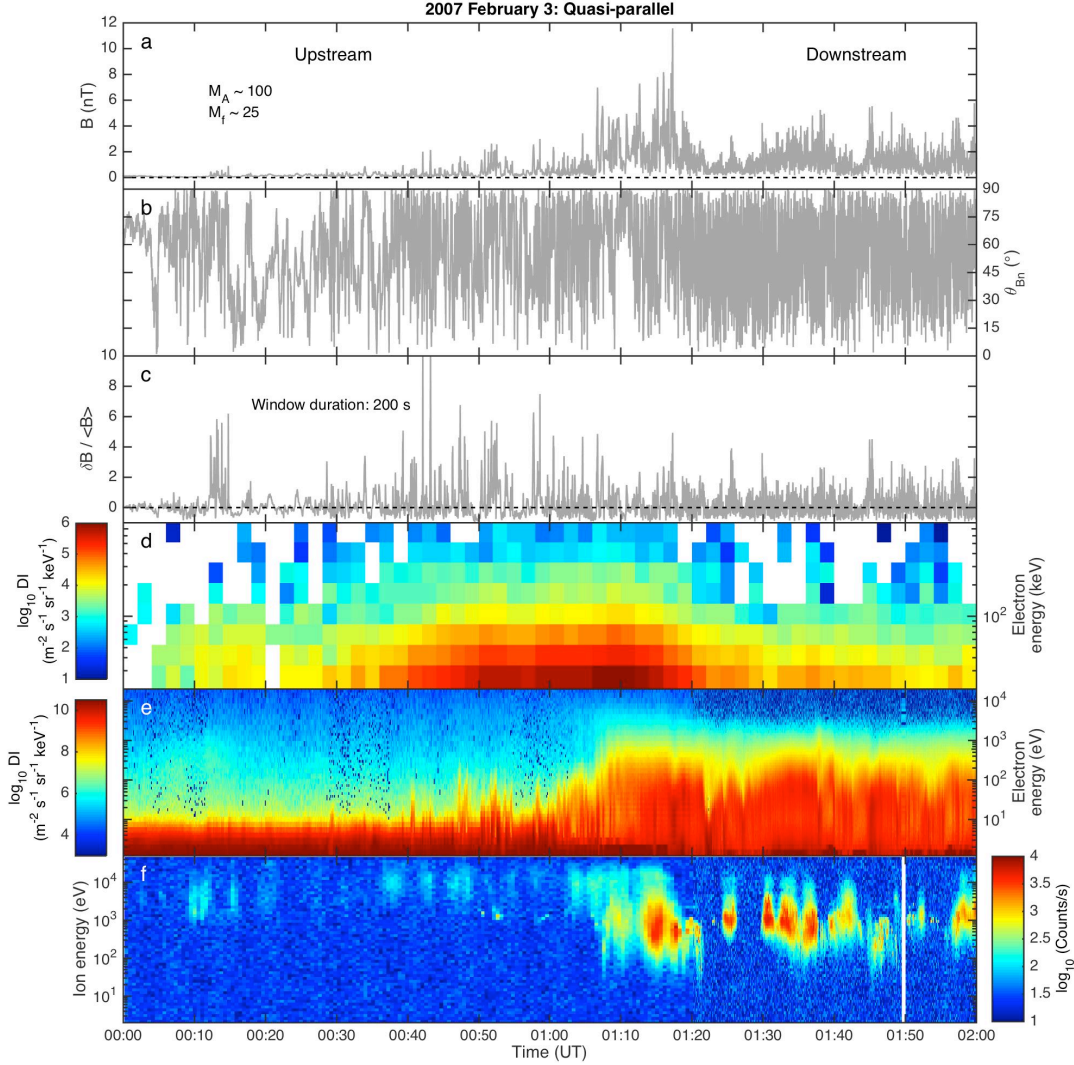 2007 February 3: Quasi-parallel
12
10
8
6
4
2
0
B (nT)
a
Upstream
Downstream
M_A ~ 100
M_f ~ 25
b
90
75
60
45
30
15
0
θ_Bn (°)
10
8
6
4
2
0
δB / <B>
c
Window duration: 200 s
6
5
4
3
2
1
log_10 DI
(m^-2 s^-1 sr^-1 keV^-1)
d
10^2
Electron
energy (keV)
10
8
6
4
log_10 DI
(m^-2 s^-1 sr^-1 keV^-1)
e
10^4
10^3
10^2
10^1
Electron
energy (eV)
f
10^4
10^3
10^2
10^1
Ion energy (eV)
4
3.5
3
2.5
2
1.5
1
log_10 (Counts/s)
00:00 00:10 00:20 00:30 00:40 00:50 01:00 01:10 01:20 01:30 01:40 01:50 02:00
Time (UT)